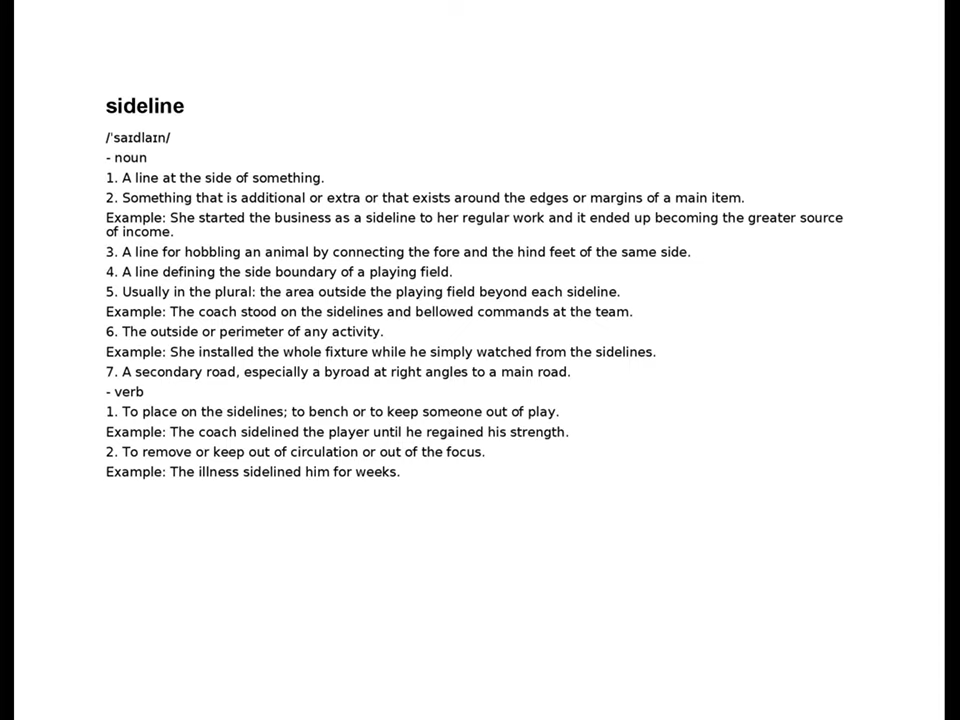 sideline
/ˈsaɪdlaɪn/
- noun
1. A line at the side of something.
2. Something that is additional or extra or that exists around the edges or margins of a main item.
Example: She started the business as a sideline to her regular work and it ended up becoming the greater source
of income.
3. A line for hobbling an animal by connecting the fore and the hind feet of the same side.
4. A line defining the side boundary of a playing field.
5. Usually in the plural: the area outside the playing field beyond each sideline.
Example: The coach stood on the sidelines and bellowed commands at the team.
6. The outside or perimeter of any activity.
Example: She installed the whole fixture while he simply watched from the sidelines.
7. A secondary road, especially a byroad at right angles to a main road.
- verb
1. To place on the sidelines; to bench or to keep someone out of play.
Example: The coach sidelined the player until he regained his strength.
2. To remove or keep out of circulation or out of the focus.
Example: The illness sidelined him for weeks.